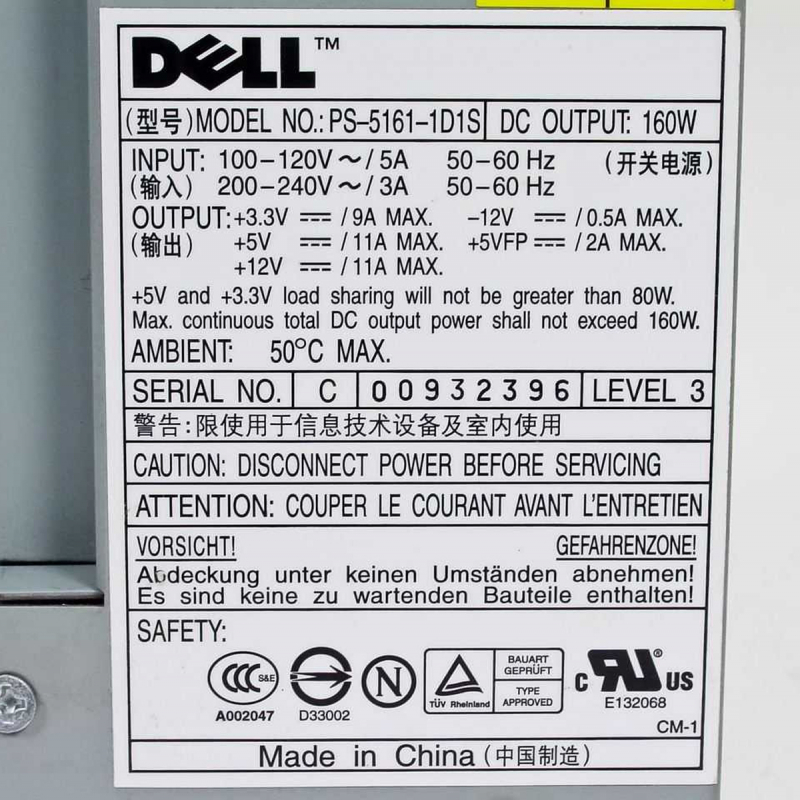 DELL™
(型号)MODEL NO.: PS-5161-1D1S DC OUTPUT: 160W
INPUT: 100-120V～/5A 50-60 Hz (开关电源)
(输入) 200-240V～/3A 50-60 Hz
OUTPUT: +3.3V ⎓ /9A MAX. -12V ⎓ /0.5A MAX.
(输出) +5V ⎓ /11A MAX. +5VFP ⎓ /2A MAX.
+12V ⎓ /11A MAX.
+5V and +3.3V load sharing will not be greater than 80W.
Max. continuous total DC output power shall not exceed 160W.
AMBIENT: 50°C MAX.
SERIAL NO. C 00932396 LEVEL 3
警告:限使用于信息技术设备及室内使用
CAUTION: DISCONNECT POWER BEFORE SERVICING
ATTENTION: COUPER LE COURANT AVANT L'ENTRETIEN
VORSICHT! GEFAHRENZONE!
Abdeckung unter keinen Umständen abnehmen!
Es sind keine zu wartenden Bauteile enthalten!
SAFETY:
CCC S&E
A002047
D33002
N
TÜV Rheinland
BAUART GEPRÜFT
TYPE APPROVED
c RU® US
E132068
CM-1
Made in China (中国制造)